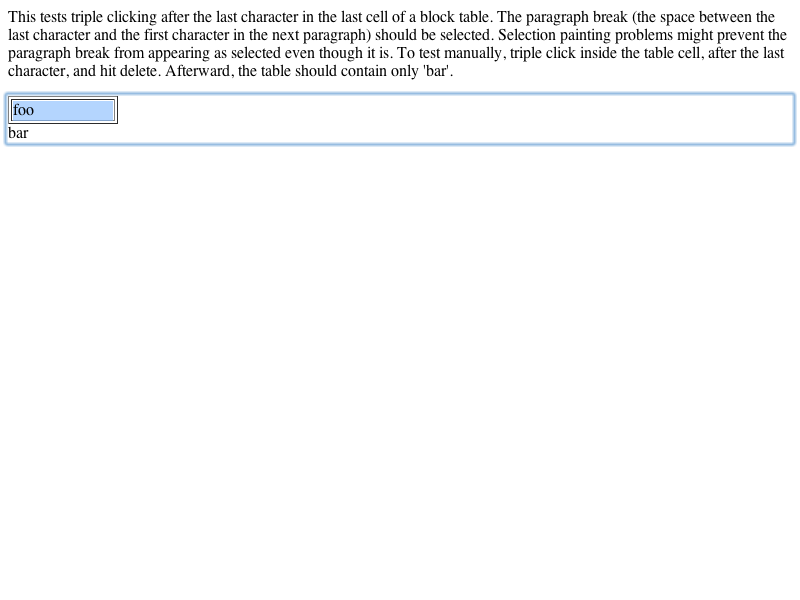 This tests triple clicking after the last character in the last cell of a block table. The paragraph break (the space between the
last character and the first character in the next paragraph) should be selected. Selection painting problems might prevent the
paragraph break from appearing as selected even though it is. To test manually, triple click inside the table cell, after the last
character, and hit delete. Afterward, the table should contain only 'bar'.
foo
bar